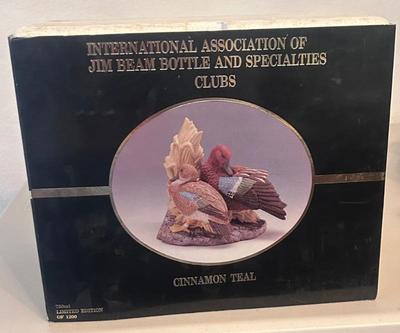 INTERNATIONAL ASSOCIATION OF
JIM BEAM BOTTLE AND SPECIALTIES
CLUBS
CINNAMON TEAL
750ml
LIMITED EDITION
OF 1200